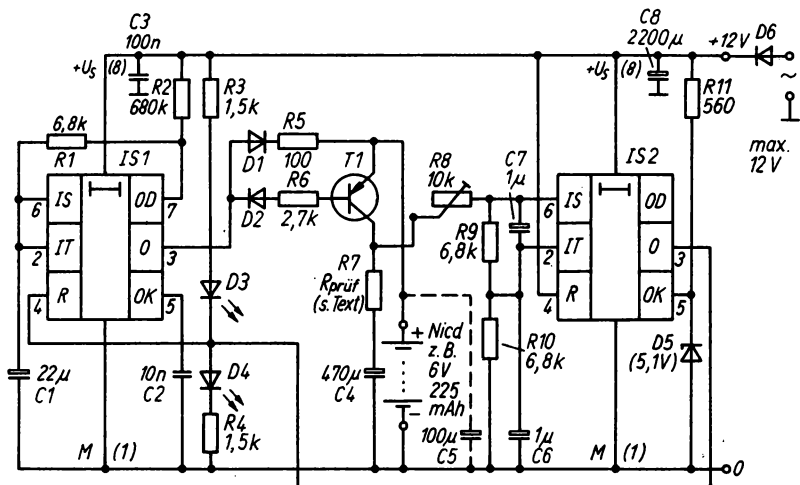 C3
100n
+Us (8)
R2
680k
R3
1,5k
6,8k
R1
IS1
IS
OD
6
7
IT
O
2
3
R
OK
4
5
22µ
C1
10n
C2
M (1)
D3
D4
R4
1,5k
D1
R5
100
D2
R6
2,7k
T1
R7
Rprüf
(s. Text)
470µ
C4
+ Nicd
z. B.
6V
225
mAh
−
100µ
C5
R8
10k
C7
1µ
R9
6,8k
R10
6,8k
1µ
C6
C8
2200µ
+Us (8)
+12V
D6
~
max.
12V
R11
560
IS2
IS
OD
6
IT
O
2
3
R
OK
4
5
D5
(5,1V)
M (1)
0